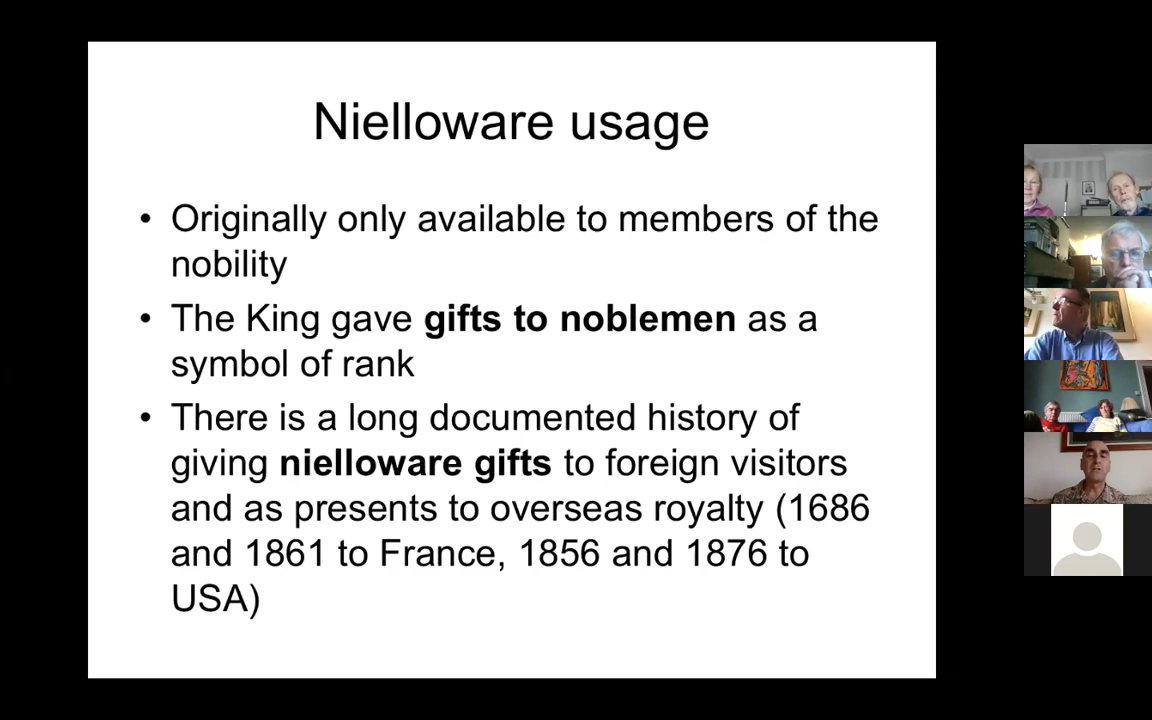 Nielloware usage
• Originally only available to members of the
nobility
• The King gave gifts to noblemen as a
symbol of rank
• There is a long documented history of
giving nielloware gifts to foreign visitors
and as presents to overseas royalty (1686
and 1861 to France, 1856 and 1876 to
USA)